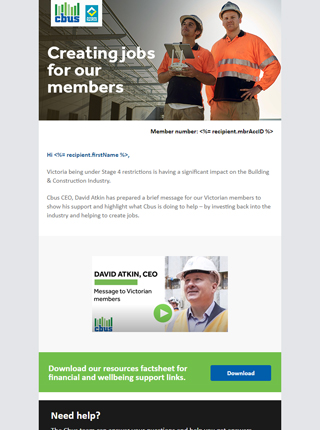 cbus
Creating jobs
for our
members
Member number: <%= recipient.mbrAccID %>
Hi <%= recipient.firstName %>,
Victoria being under Stage 4 restrictions is having a significant impact on the Building
& Construction Industry.
Cbus CEO, David Atkin has prepared a brief message for our Victorian members to
show his support and highlight what Cbus is doing to help – by investing back into the
industry and helping to create jobs.
DAVID ATKIN, CEO
Message to Victorian
members
cbus
Download our resources factsheet for
financial and wellbeing support links.
Download
Need help?